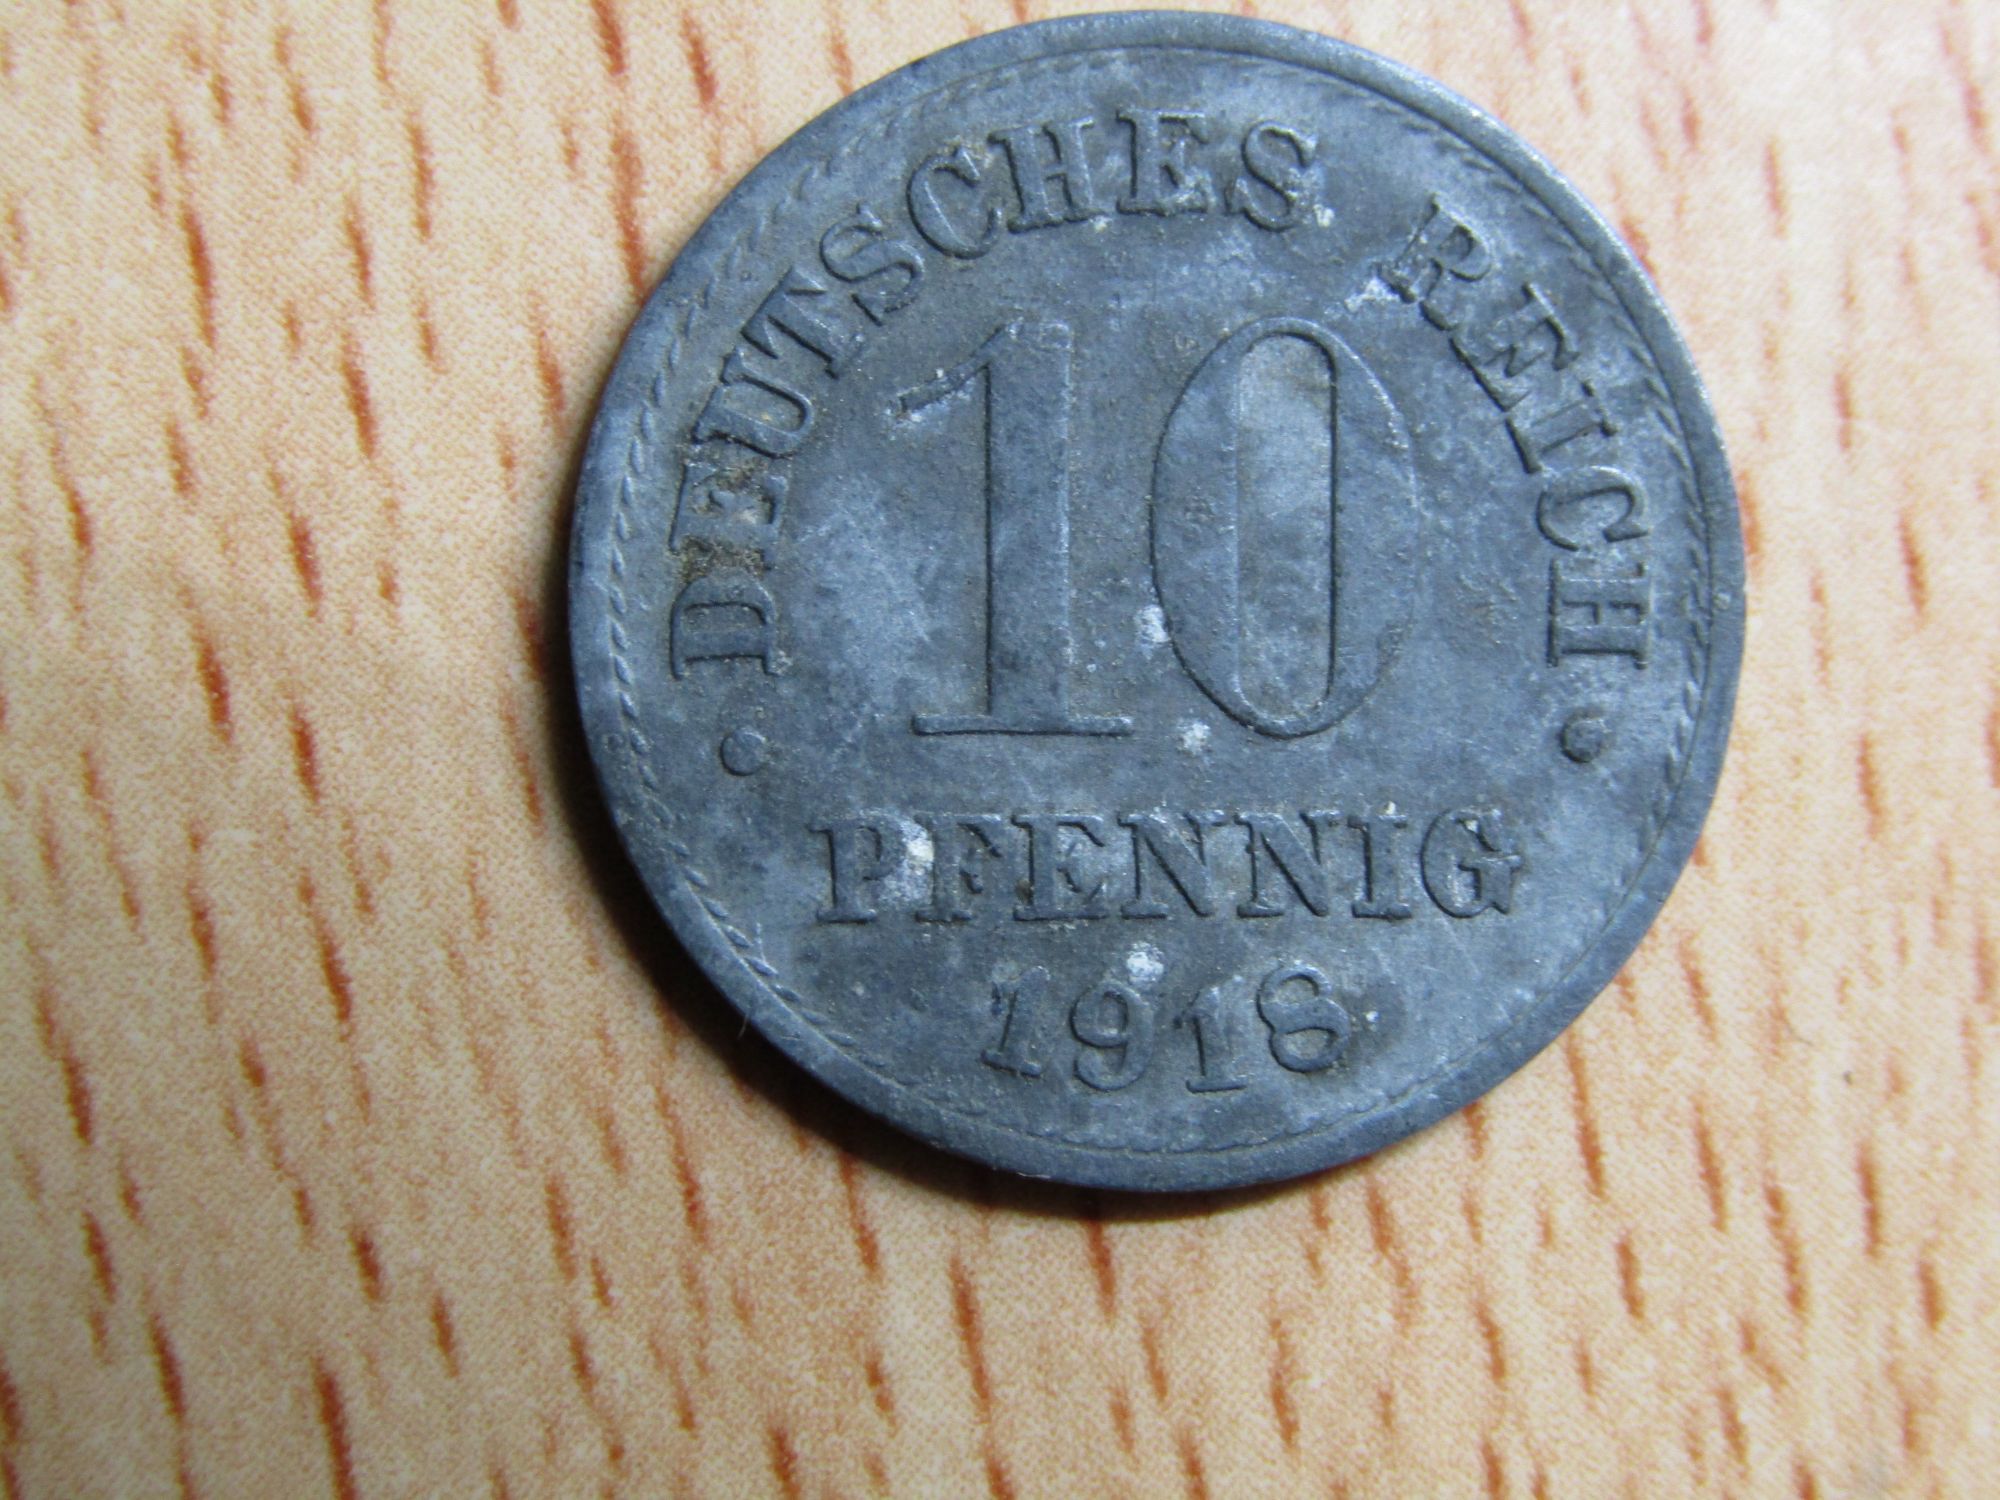 DEUTSCHES REICH
10
PFENNIG
1918